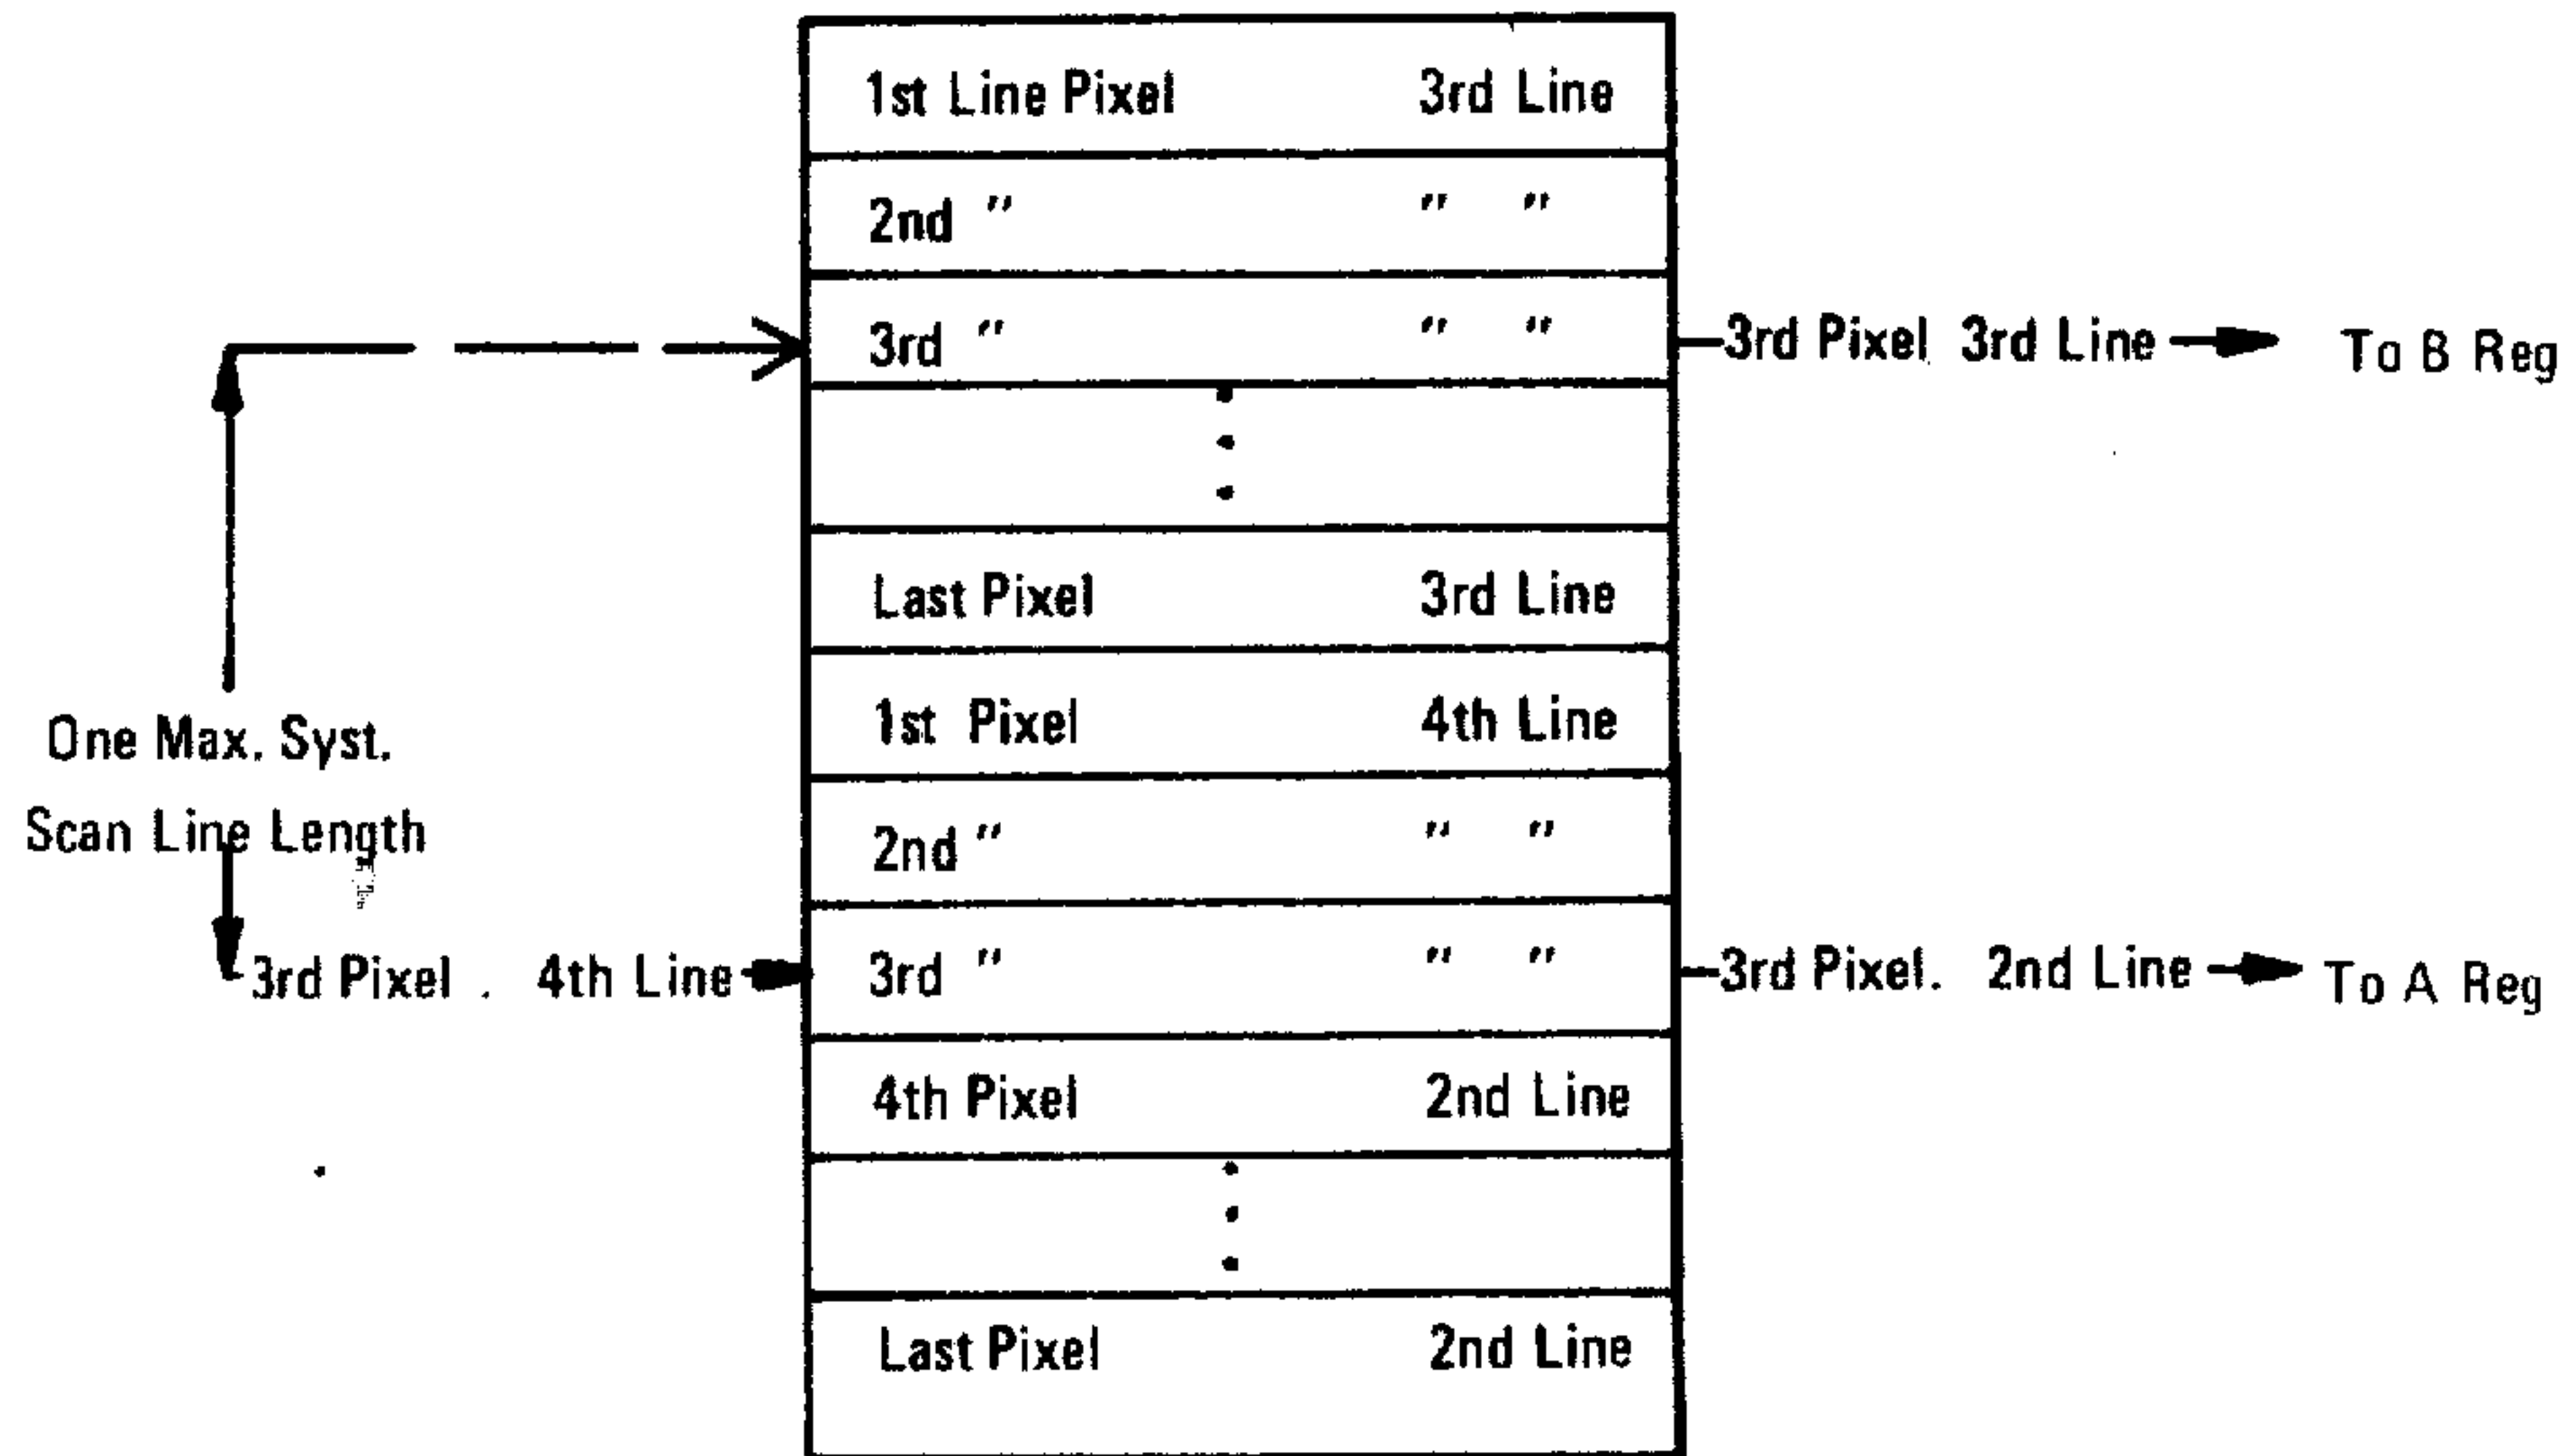 1st Line Pixel 3rd Line
2nd " " "
3rd " " "
3rd Pixel 3rd Line To B Reg
Last Pixel 3rd Line
1st Pixel 4th Line
One Max. Syst.
Scan Line Length
2nd " " "
3rd Pixel . 4th Line
3rd " " "
3rd Pixel. 2nd Line To A Reg
4th Pixel 2nd Line
Last Pixel 2nd Line